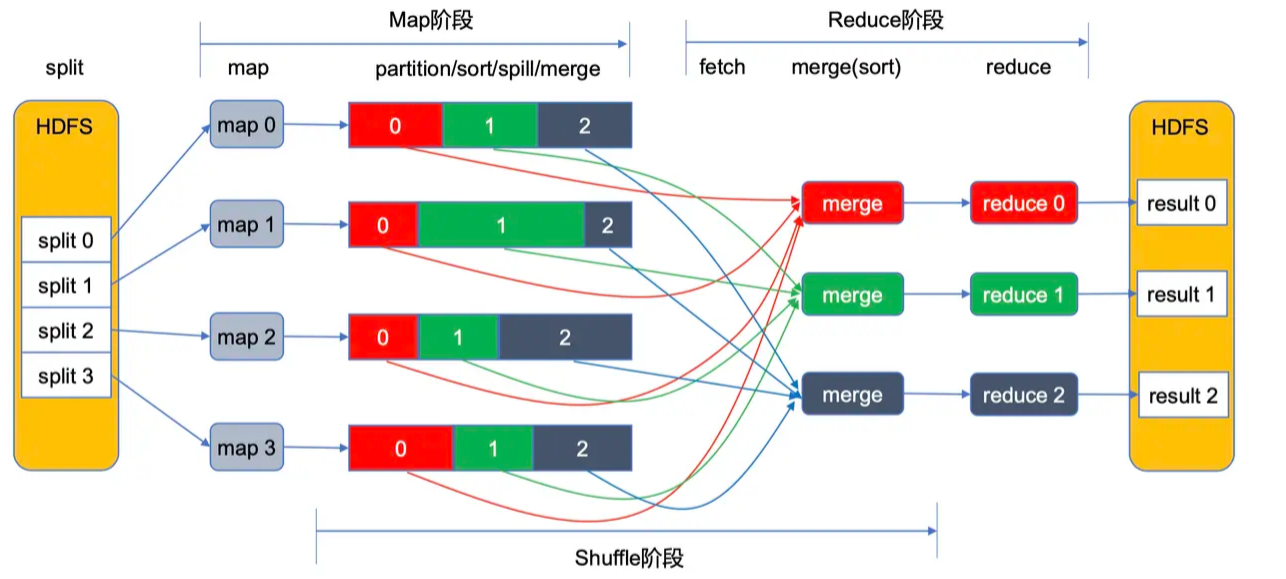 Map阶段
Reduce阶段
split
map
partition/sort/spill/merge
fetch
merge(sort)
reduce
HDFS
split 0
split 1
split 2
split 3
map 0
0
1
2
map 1
0
1
2
map 2
0
1
2
map 3
0
1
2
merge
reduce 0
merge
reduce 1
merge
reduce 2
HDFS
result 0
result 1
result 2
Shuffle阶段